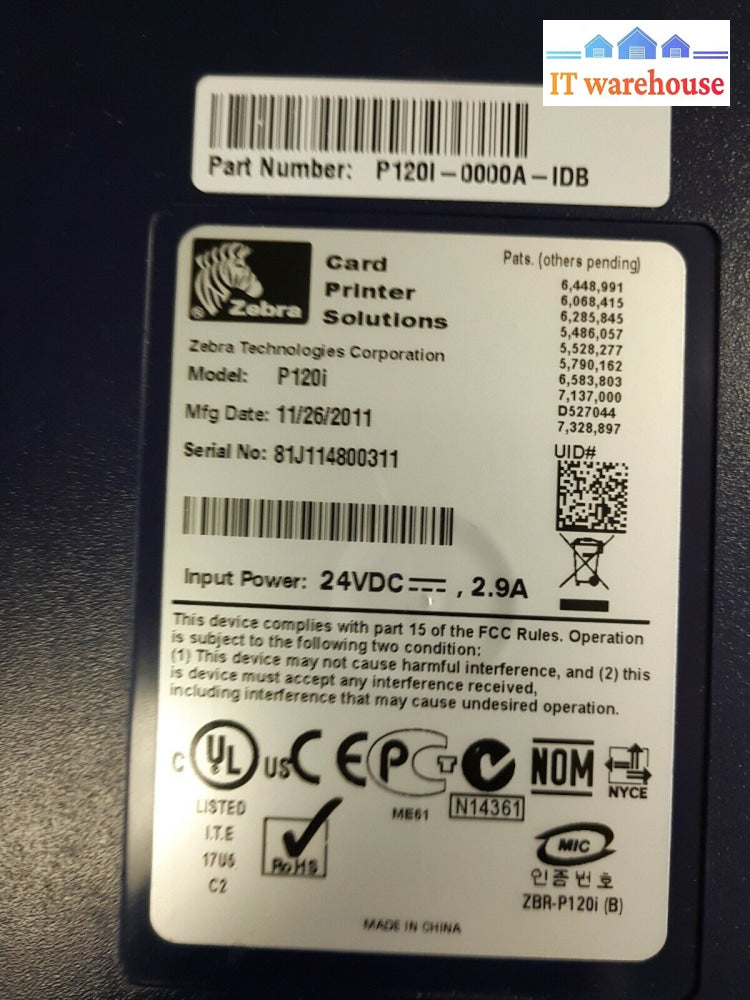 IT warehouse
Part Number: P120I-0000A-IDB
Zebra
Card
Printer
Solutions
Pats. (others pending)
6,448,991
6,068,415
6,285,845
5,486,057
5,528,277
5,790,162
6,583,803
7,137,000
D527044
7,328,897
Zebra Technologies Corporation
Model: P120i
Mfg Date: 11/26/2011
Serial No: 81J114800311
UID#
Input Power: 24VDC , 2.9A
This device complies with part 15 of the FCC Rules. Operation
is subject to the following two condition:
(1) This device may not cause harmful interference, and (2) this
is device must accept any interference received,
including interference that may cause undesired operation.
C UL US CE PCT NOM
NYCE
LISTED
I.T.E
17U5
C2
RoHS
ME61
N14361
MIC
인증번호
ZBR-P120i (B)
MADE IN CHINA